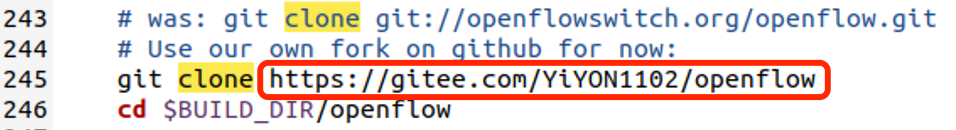 243 # was: git clone git://openflowswitch.org/openflow.git
244 # Use our own fork on github for now:
245 git clone https://gitee.com/YiYON1102/openflow
246 cd $BUILD_DIR/openflow